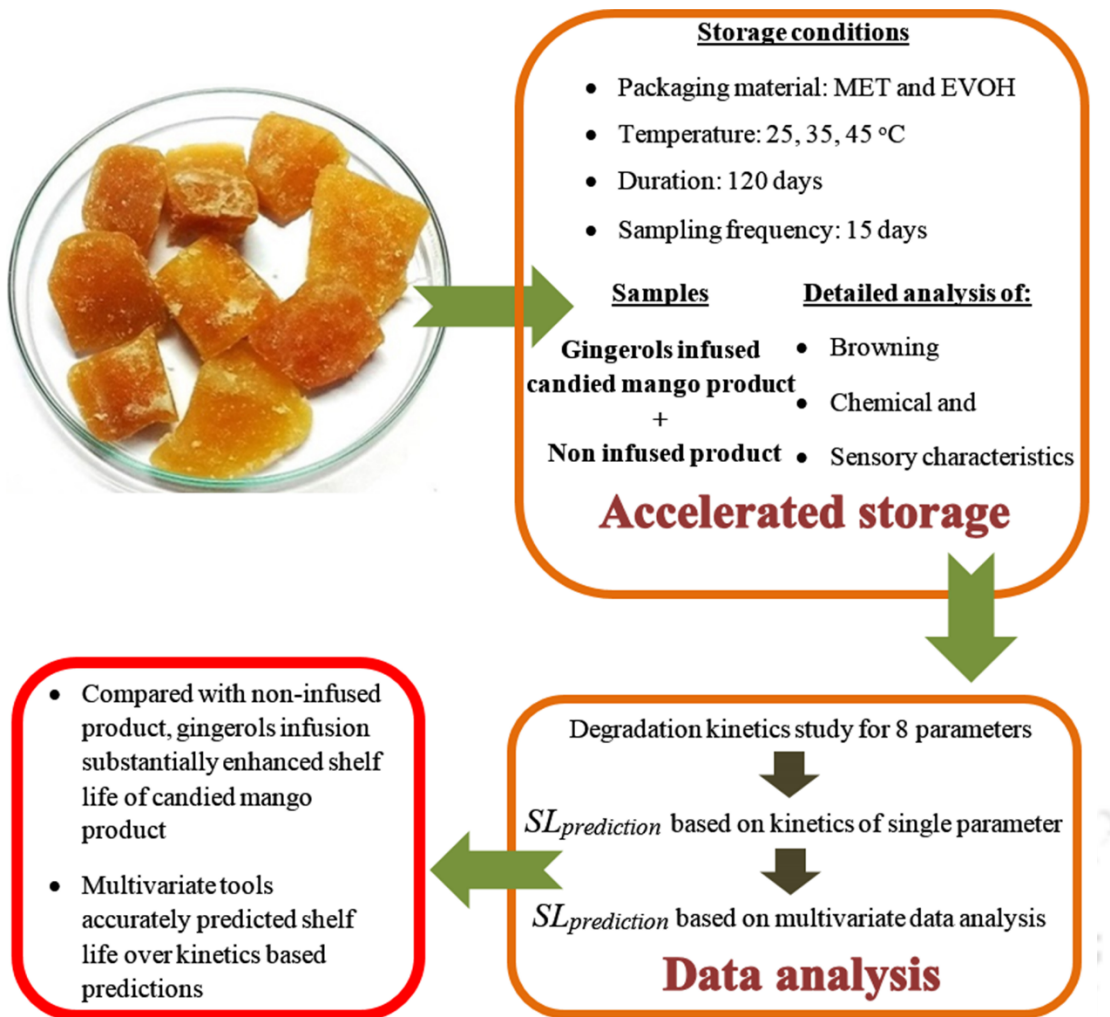 Storage conditions
• Packaging material: MET and EVOH
• Temperature: 25, 35, 45 °C
• Duration: 120 days
• Sampling frequency: 15 days
Samples
Gingerols infused
candied mango product
+
Non infused product
Detailed analysis of:
• Browning
• Chemical and
• Sensory characteristics
Accelerated storage
Degradation kinetics study for 8 parameters
SLprediction based on kinetics of single parameter
SLprediction based on multivariate data analysis
Data analysis
• Compared with non-infused
product, gingerols infusion
substantially enhanced shelf
life of candied mango
product
• Multivariate tools
accurately predicted shelf
life over kinetics based
predictions